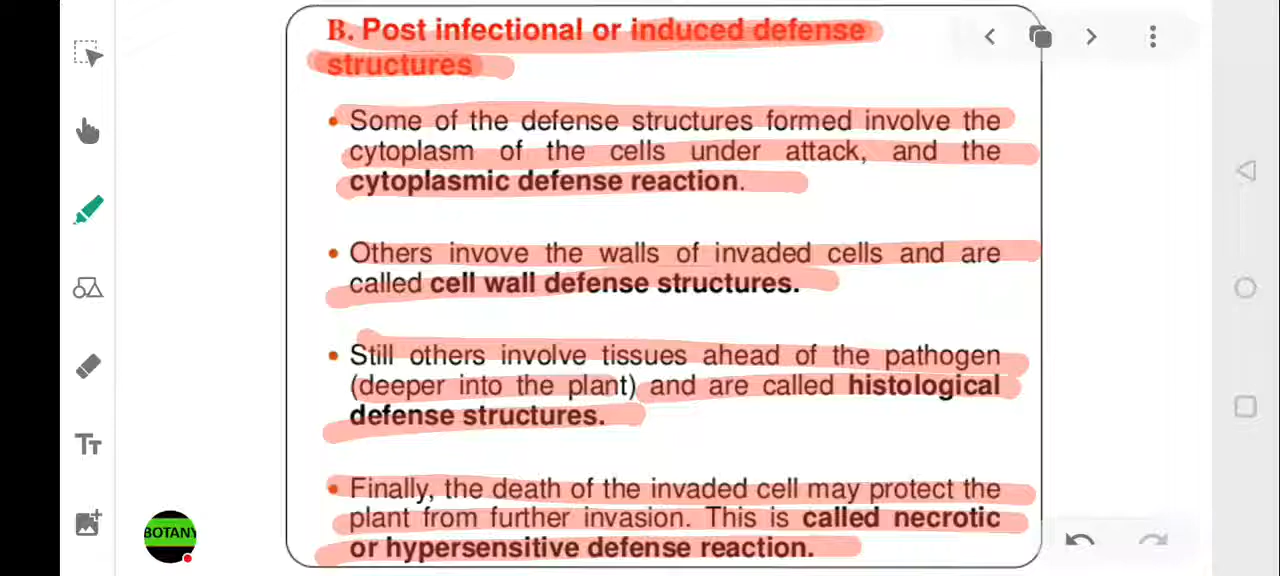 B. Post infectional or induced defense
structures
• Some of the defense structures formed involve the
cytoplasm of the cells under attack, and the
cytoplasmic defense reaction.
• Others invove the walls of invaded cells and are
called cell wall defense structures.
• Still others involve tissues ahead of the pathogen
(deeper into the plant) and are called histological
defense structures.
• Finally, the death of the invaded cell may protect the
plant from further invasion. This is called necrotic
or hypersensitive defense reaction.
TT
BOTANY